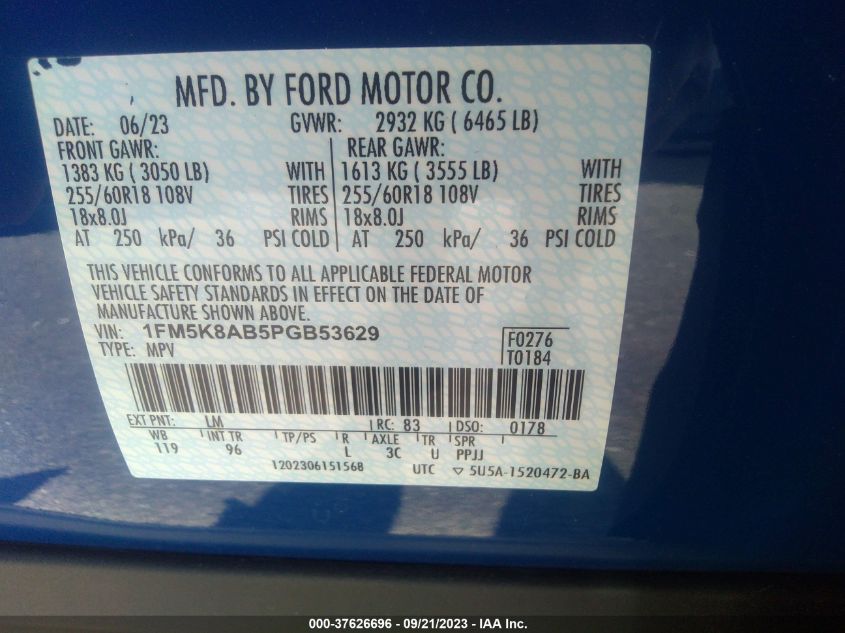 MFD. BY FORD MOTOR CO.
DATE: 06/23 GVWR: 2932 KG ( 6465 LB)
FRONT GAWR: REAR GAWR:
1383 KG ( 3050 LB) WITH 1613 KG ( 3555 LB) WITH
255/60R18 108V TIRES 255/60R18 108V TIRES
18x8.0J RIMS 18x8.0J RIMS
AT 250 kPa/ 36 PSI COLD AT 250 kPa/ 36 PSI COLD
THIS VEHICLE CONFORMS TO ALL APPLICABLE FEDERAL MOTOR
VEHICLE SAFETY STANDARDS IN EFFECT ON THE DATE OF
MANUFACTURE SHOWN ABOVE.
VIN: 1FM5K8AB5PGB53629 F0276
TYPE: MPV T0184
EXT PNT: LM RC: 83 DSO: 0178
WB INT TR TP/PS R AXLE TR SPR
119 96 L 3C U PPJJ
1202306151568 UTC ▽ 5U5A-1520472-BA
000-37626696 - 09/21/2023 - IAA Inc.